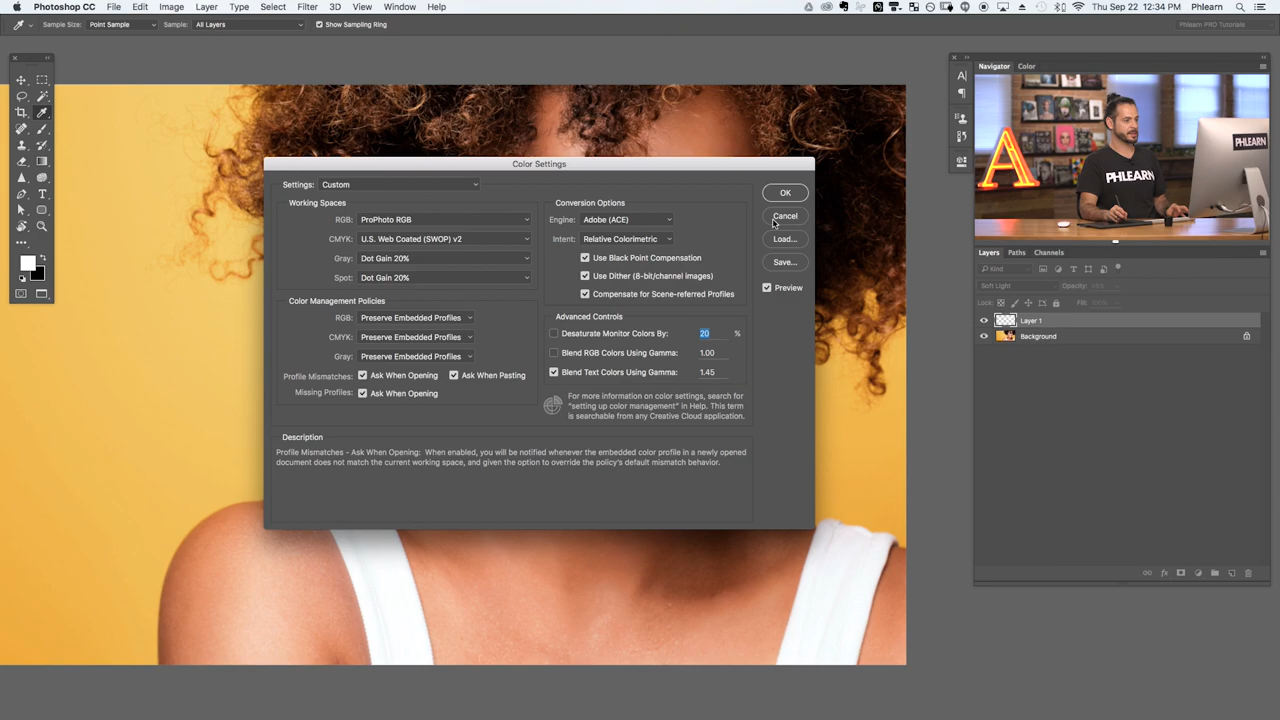 Photoshop CC File Edit Image Layer Type Select Filter 3D View Window Help
Thu Sep 22 12:34 PM Phlearn
Sample Size: Point Sample Sample: All Layers Show Sampling Ring
Phlearn PRO Tutorials
Color Settings
Settings: Custom
Working Spaces
RGB: ProPhoto RGB
CMYK: U.S. Web Coated (SWOP) v2
Gray: Dot Gain 20%
Spot: Dot Gain 20%
Color Management Policies
RGB: Preserve Embedded Profiles
CMYK: Preserve Embedded Profiles
Gray: Preserve Embedded Profiles
Profile Mismatches: Ask When Opening Ask When Pasting
Missing Profiles: Ask When Opening
Conversion Options
Engine: Adobe (ACE)
Intent: Relative Colorimetric
Use Black Point Compensation
Use Dither (8-bit/channel images)
Compensate for Scene-referred Profiles
Advanced Controls
Desaturate Monitor Colors By: 20 %
Blend RGB Colors Using Gamma: 1.00
Blend Text Colors Using Gamma: 1.45
For more information on color settings, search for
"setting up color management" in Help. This term
is searchable from any Creative Cloud application.
OK
Cancel
Load...
Save...
Preview
Description
Profile Mismatches - Ask When Opening: When enabled, you will be notified whenever the embedded color profile in a newly opened
document does not match the current working space, and given the option to override the policy's default mismatch behavior.
Navigator Color
PHLEARN
PHLEARN
Layers Paths Channels
Kind
Soft Light Opacity:
Lock: Fill:
Layer 1
Background